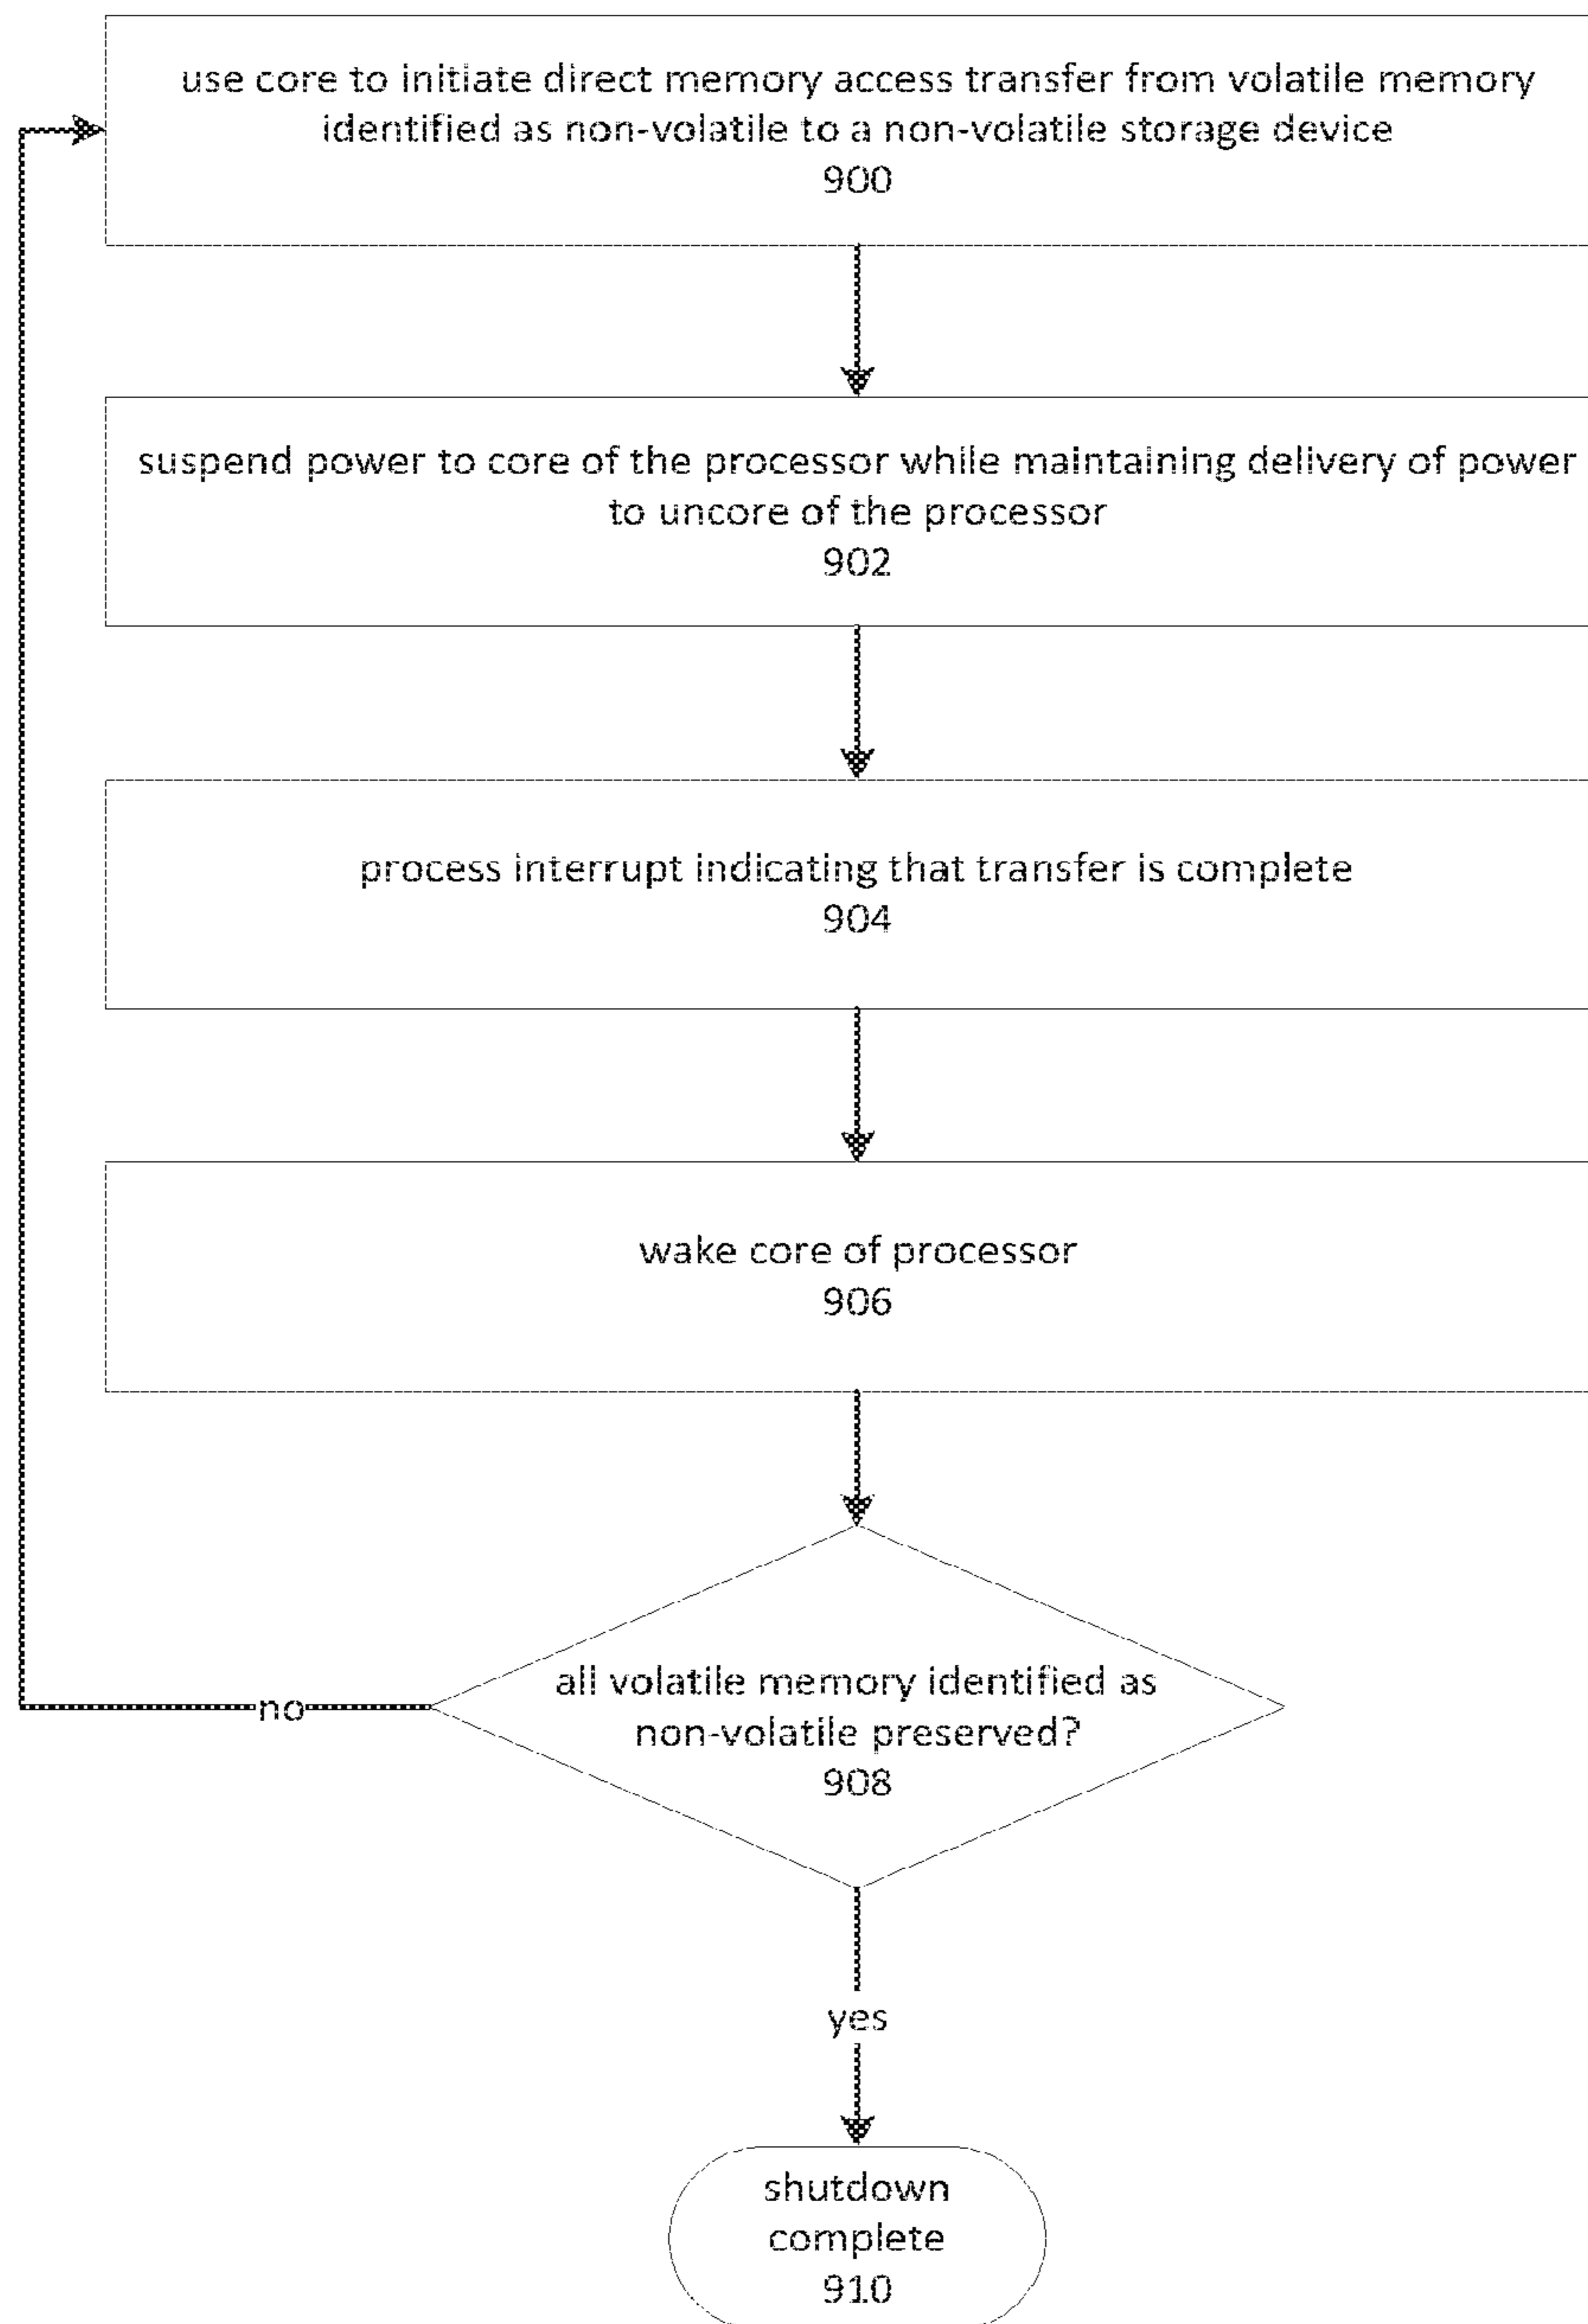 use core to initiate direct memory access transfer from volatile memory
identified as non-volatile to a non-volatile storage device
900
suspend power to core of the processor while maintaining delivery of power
to uncore of the processor
902
process interrupt indicating that transfer is complete
904
wake core of processor
906
all volatile memory identified as
non-volatile preserved?
908
no
yes
shutdown
complete
910